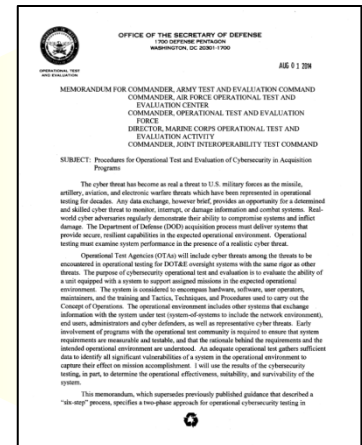 OFFICE OF THE SECRETARY OF DEFENSE
1700 DEFENSE PENTAGON
WASHINGTON, DC 20301-1700
OPERATIONAL TEST
AND EVALUATION
AUG 01 2014
MEMORANDUM FOR COMMANDER, ARMY TEST AND EVALUATION COMMAND
COMMANDER, AIR FORCE OPERATIONAL TEST AND
EVALUATION CENTER
COMMANDER, OPERATIONAL TEST AND EVALUATION
FORCE
DIRECTOR, MARINE CORPS OPERATIONAL TEST AND
EVALUATION ACTIVITY
COMMANDER, JOINT INTEROPERABILITY TEST COMMAND
SUBJECT: Procedures for Operational Test and Evaluation of Cybersecurity in Acquisition
Programs
The cyber threat has become as real a threat to U.S. military forces as the missile,
artillery, aviation, and electronic warfare threats which have been represented in operational
testing for decades. Any data exchange, however brief, provides an opportunity for a determined
and skilled cyber threat to monitor, interrupt, or damage information and combat systems. Real-
world cyber adversaries regularly demonstrate their ability to compromise systems and inflict
damage. The Department of Defense (DOD) acquisition process must deliver systems that
provide secure, resilient capabilities in the expected operational environment. Operational
testing must examine system performance in the presence of a realistic cyber threat.
Operational Test Agencies (OTAs) will include cyber threats among the threats to be
encountered in operational testing for DOT&E oversight systems with the same rigor as other
threats. The purpose of cybersecurity operational test and evaluation is to evaluate the ability of
a unit equipped with a system to support assigned missions in the expected operational
environment. The system is considered to encompass hardware, software, user operators,
maintainers, and the training and Tactics, Techniques, and Procedures used to carry out the
Concept of Operations. The operational environment includes other systems that exchange
information with the system under test (system-of-systems to include the network environment),
end users, administrators and cyber defenders, as well as representative cyber threats. Early
involvement of programs with the operational test community is required to ensure that system
requirements are measurable and testable, and that the rationale behind the requirements and the
intended operational environment are understood. An adequate operational test gathers sufficient
data to identify all significant vulnerabilities of a system in the operational environment to
capture their effect on mission accomplishment. I will use the results of the cybersecurity
testing, in part, to determine the operational effectiveness, suitability, and survivability of the
system.
This memorandum, which supersedes previously published guidance that described a
"six-step" process, specifies a two-phase approach for operational cybersecurity testing in